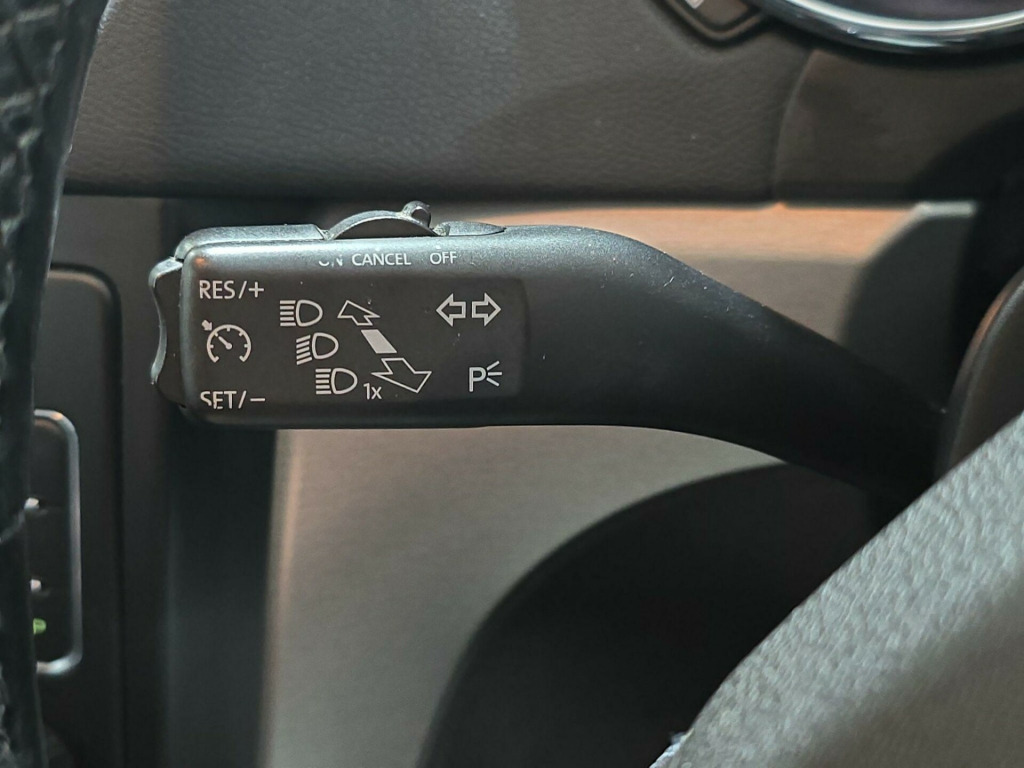 ON CANCEL OFF
RES/+
SET/−
1x
P